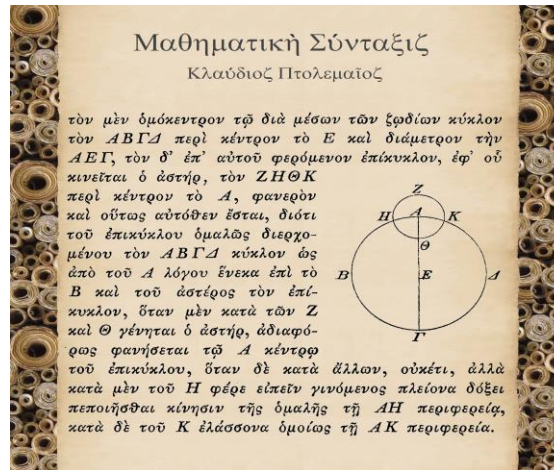 Μαθηματικὴ Σύνταξιζ
Κλαύδιοζ Πτολεμαῖοζ
τὸν μὲν ὁμόκεντρον τῷ διὰ μέσων τῶν ζῳδίων κύκλον
τὸν ΑΒΓΔ περὶ κέντρον τὸ Ε καὶ διάμετρον τὴν
ΑΕΓ, τὸν δ' ἐπ' αὐτοῦ φερόμενον ἐπίκυκλον, ἐφ' οὗ
κινεῖται ὁ ἀστήρ, τὸν ΖΗΘΚ
περὶ κέντρον τὸ Α, φανερὸν
καὶ οὕτως αὐτόθεν ἔσται, διότι
τοῦ ἐπικύκλου ὁμαλῶς διερχο-
μένου τὸν ΑΒΓΔ κύκλον ὡς
ἀπὸ τοῦ Α λόγου ἕνεκα ἐπὶ τὸ
Β καὶ τοῦ ἀστέρος τὸν ἐπί-
κυκλον, ὅταν μὲν κατὰ τῶν Ζ
καὶ Θ γένηται ὁ ἀστήρ, ἀδιαφό-
ρως φανήσεται τῷ Α κέντρῳ
τοῦ ἐπικύκλου, ὅταν δὲ κατὰ ἄλλων, οὐκέτι, ἀλλὰ
κατὰ μὲν τοῦ Η φέρε εἰπεῖν γινόμενος πλείονα δόξει
πεποιῆσθαι κίνησιν τῆς ὁμαλῆς τῇ ΑΗ περιφερείᾳ,
κατὰ δὲ τοῦ Κ ἐλάσσονα ὁμοίως τῇ ΑΚ περιφερείᾳ.
Ζ
Η Α Κ
Θ
Β Ε Δ
Γ